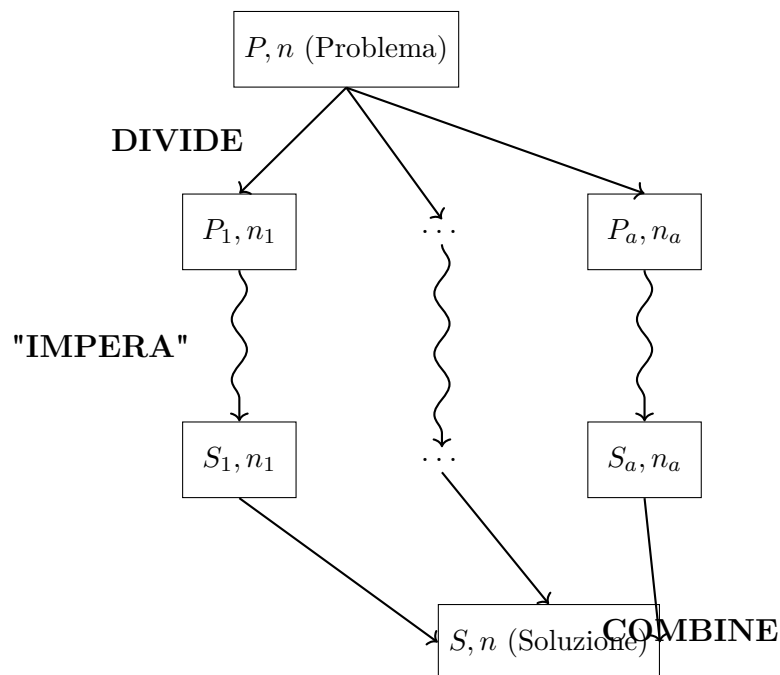 P, n (Problema)
DIVIDE
P₁, n₁
...
Pₐ, nₐ
"IMPERA"
S₁, n₁
...
Sₐ, nₐ
S, n (Soluzione)
COMBINE